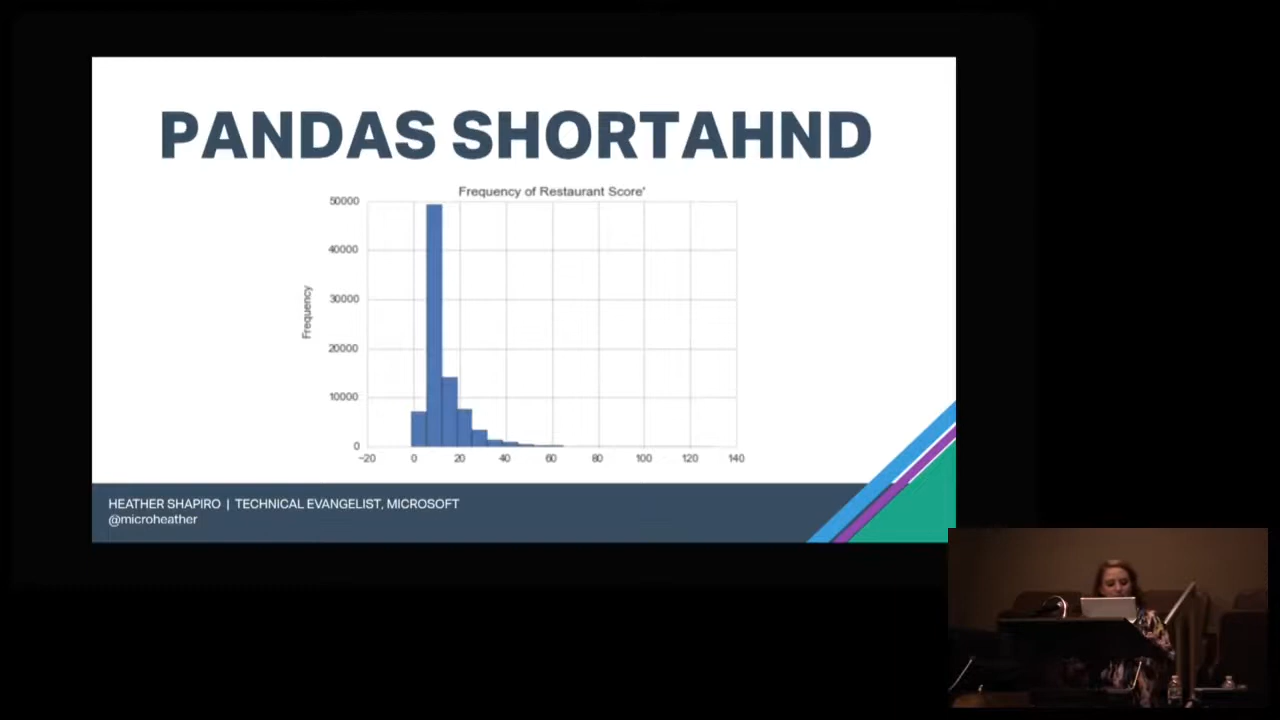 PANDAS SHORTAHND
Frequency of Restaurant Score'
50000
40000
30000
20000
10000
0
Frequency
-20 0 20 40 60 80 100 120 140
HEATHER SHAPIRO | TECHNICAL EVANGELIST, MICROSOFT
@microheather